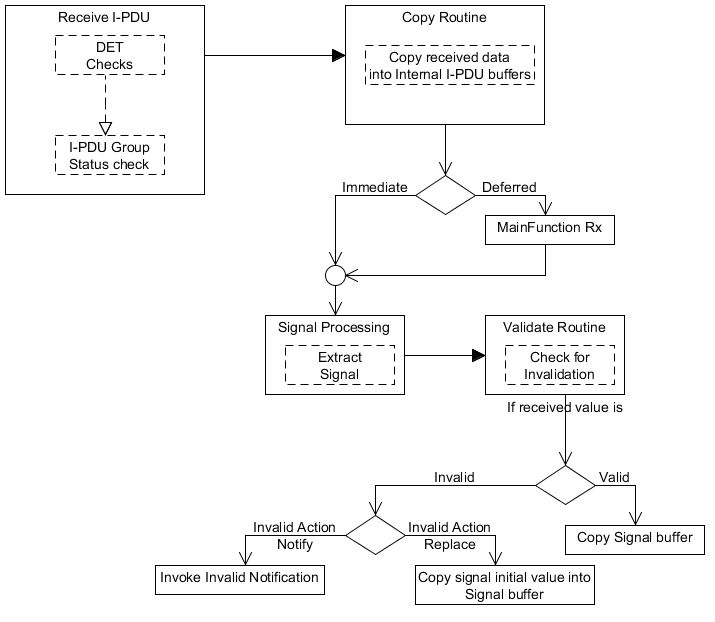 Receive I-PDU
DET
Checks
I-PDU Group
Status check
Copy Routine
Copy received data
into Internal I-PDU buffers
Immediate
Deferred
MainFunction Rx
Signal Processing
Extract
Signal
Validate Routine
Check for
Invalidation
If received value is
Invalid
Valid
Copy Signal buffer
Invalid Action
Notify
Invalid Action
Replace
Invoke Invalid Notification
Copy signal initial value into
Signal buffer